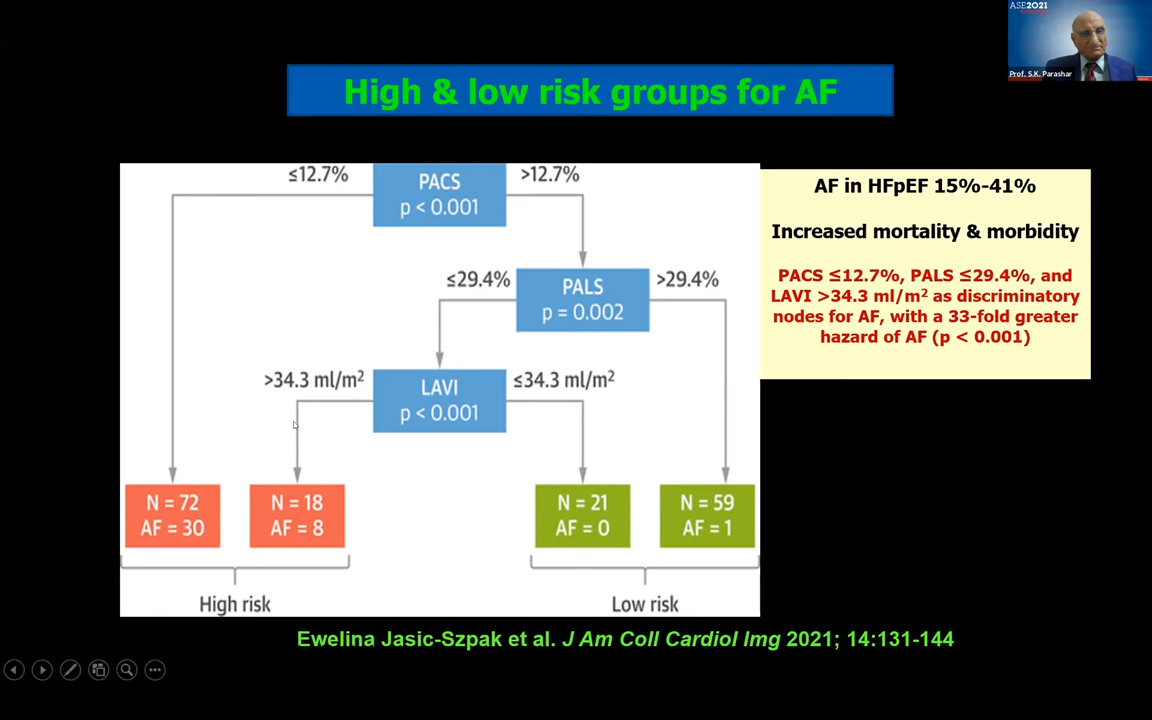 ASE2021
Prof. S.K. Parashar
High & low risk groups for AF
≤12.7%
PACS
p < 0.001
>12.7%
≤29.4%
PALS
p = 0.002
>29.4%
>34.3 ml/m²
LAVI
p < 0.001
≤34.3 ml/m²
N = 72
AF = 30
N = 18
AF = 8
N = 21
AF = 0
N = 59
AF = 1
High risk
Low risk
AF in HFpEF 15%-41%
Increased mortality & morbidity
PACS ≤12.7%, PALS ≤29.4%, and
LAVI >34.3 ml/m² as discriminatory
nodes for AF, with a 33-fold greater
hazard of AF (p < 0.001)
Ewelina Jasic-Szpak et al. J Am Coll Cardiol Img 2021; 14:131-144